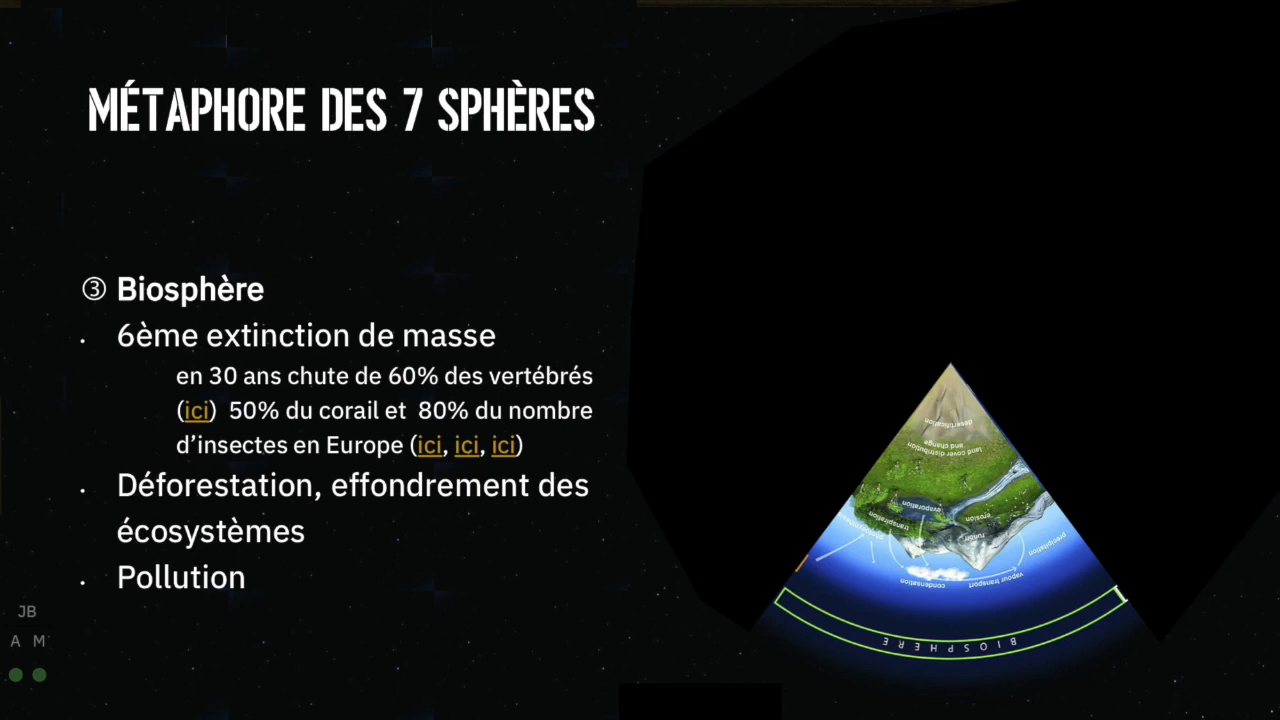 MÉTAPHORE DES 7 SPHÈRES
③ Biosphère
. 6ème extinction de masse
en 30 ans chute de 60% des vertébrés
(ici) 50% du corail et 80% du nombre
d’insectes en Europe (ici, ici, ici)
. Déforestation, effondrement des
écosystèmes
. Pollution
JB
A M
desertification
land cover distribution
and change
evaporation
transpiration
erosion
runoff
precipitation
condensation
vapour transport
BIOSPHERE